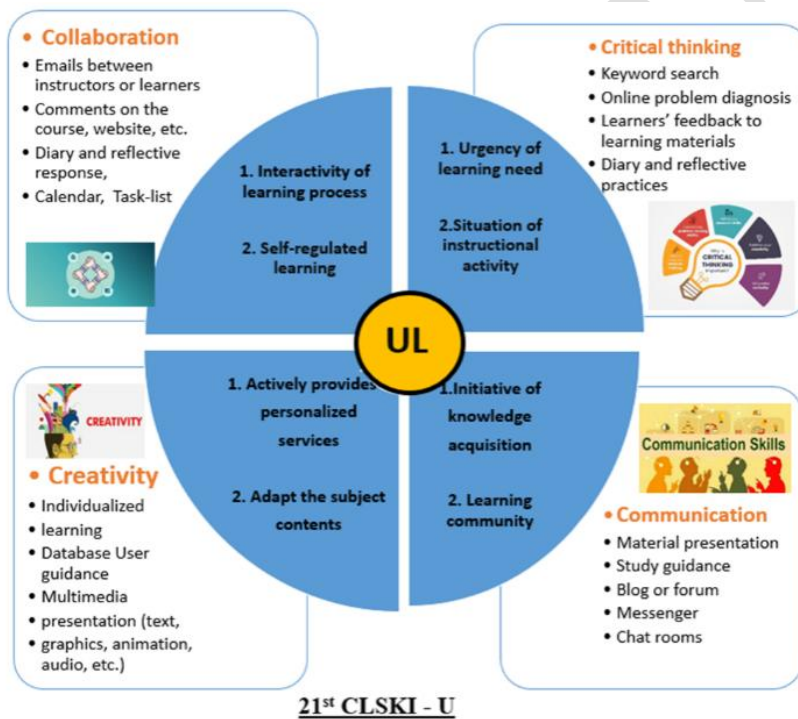 • Collaboration
• Emails between
instructors or learners
• Comments on the
course, website, etc.
• Diary and reflective
response,
• Calendar, Task-list
1. Interactivity of
learning process
2. Self-regulated
learning
• Critical thinking
• Keyword search
• Online problem diagnosis
• Learners' feedback to
learning materials
• Diary and reflective
practices
CRITICAL
THINKING
1. Urgency of
learning need
2.Situation of
instructional
activity
UL
CREATIVITY
• Creativity
• Individualized
• learning
• Database User
guidance
• Multimedia
• presentation (text,
• graphics, animation,
audio, etc.)
1. Actively provides
personalized
services
2. Adapt the subject
contents
1.Initiative of
knowledge
acquisition
2. Learning
community
Communication Skills
• Communication
• Material presentation
• Study guidance
• Blog or forum
• Messenger
• Chat rooms
21st CLSKI - U